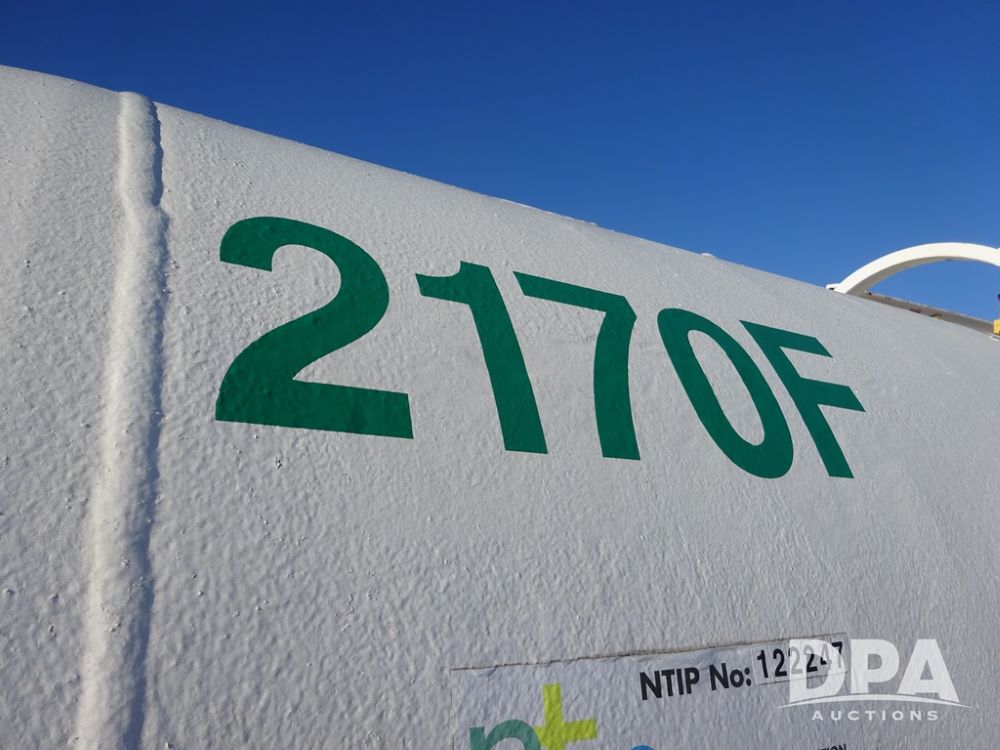 2170F
NTIP No: 122247
DPA
AUCTIONS